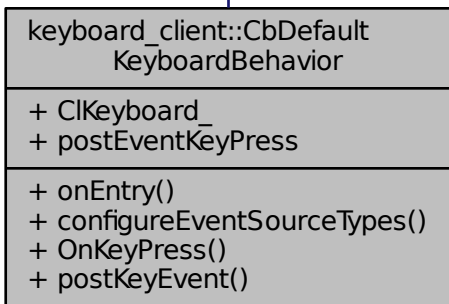 keyboard_client::CbDefault
KeyboardBehavior
+ ClKeyboard_
+ postEventKeyPress
+ onEntry()
+ configureEventSourceTypes()
+ OnKeyPress()
+ postKeyEvent()